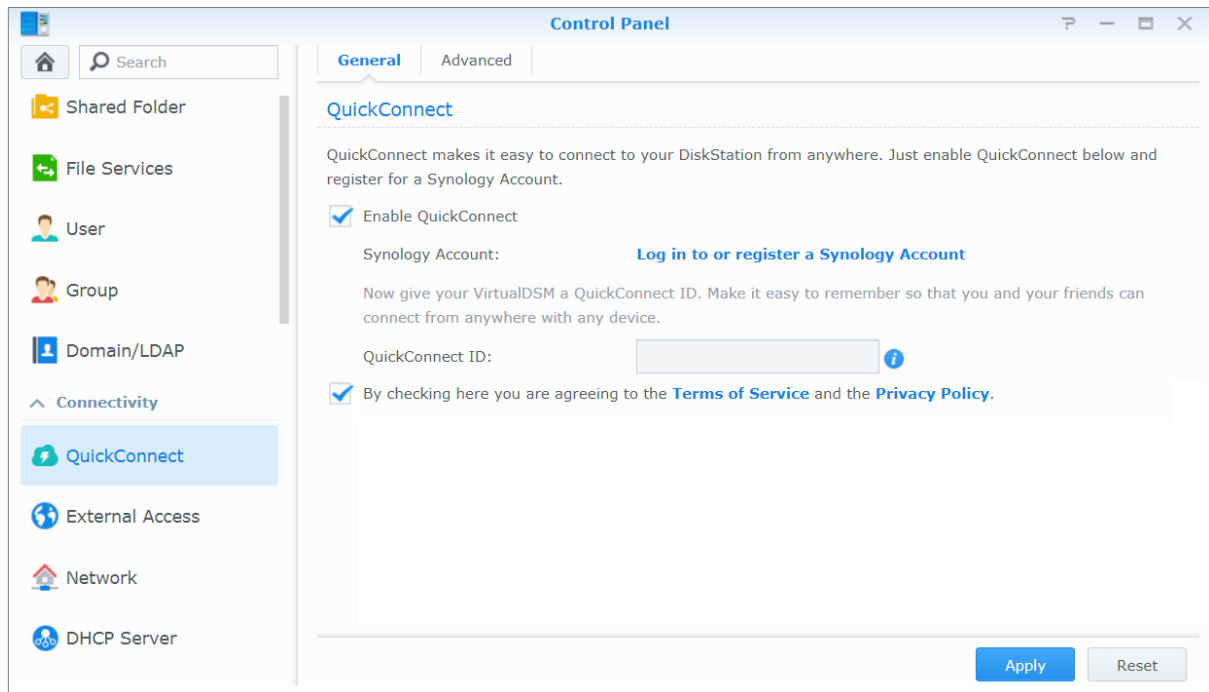 Control Panel
Search
Shared Folder
File Services
User
Group
Domain/LDAP
Connectivity
QuickConnect
External Access
Network
DHCP Server
General Advanced
QuickConnect
QuickConnect makes it easy to connect to your DiskStation from anywhere. Just enable QuickConnect below and
register for a Synology Account.
Enable QuickConnect
Synology Account: Log in to or register a Synology Account
Now give your VirtualDSM a QuickConnect ID. Make it easy to remember so that you and your friends can
connect from anywhere with any device.
QuickConnect ID:
By checking here you are agreeing to the Terms of Service and the Privacy Policy.
Apply Reset